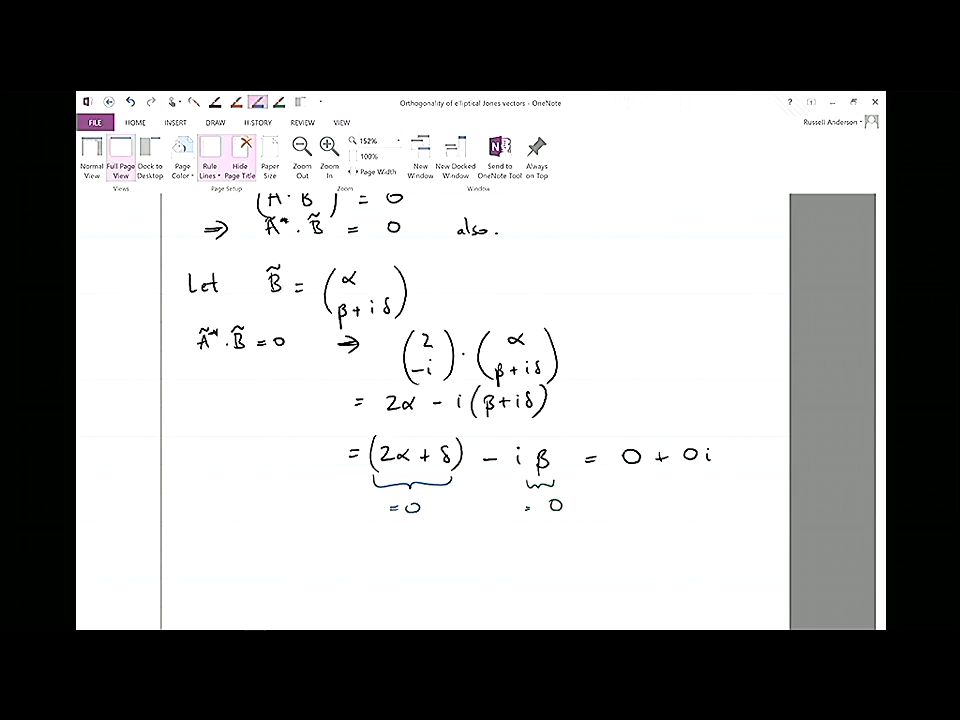 Orthogonality of elliptical Jones vectors - OneNote
? 
Russell Anderson
FILE HOME INSERT DRAW HISTORY REVIEW VIEW
Normal View
Full Page View
Dock to Desktop
Page Color
Rule Lines
Hide Page Title
Paper Size
Zoom Out
Zoom In
152%
100%
Page Width
New Window
New Docked Window
Send to OneNote Tool
Always on Top
Views Page Setup Zoom Window
(A · B) = 0
⇒ Ã* · B̃ = 0 also.
Let B̃ = (α
β + iδ)
Ã* · B̃ = 0 ⇒ (2
-i) · (α
β + iδ)
= 2α - i(β + iδ)
= (2α + δ) - iβ = 0 + 0i
= 0 = 0